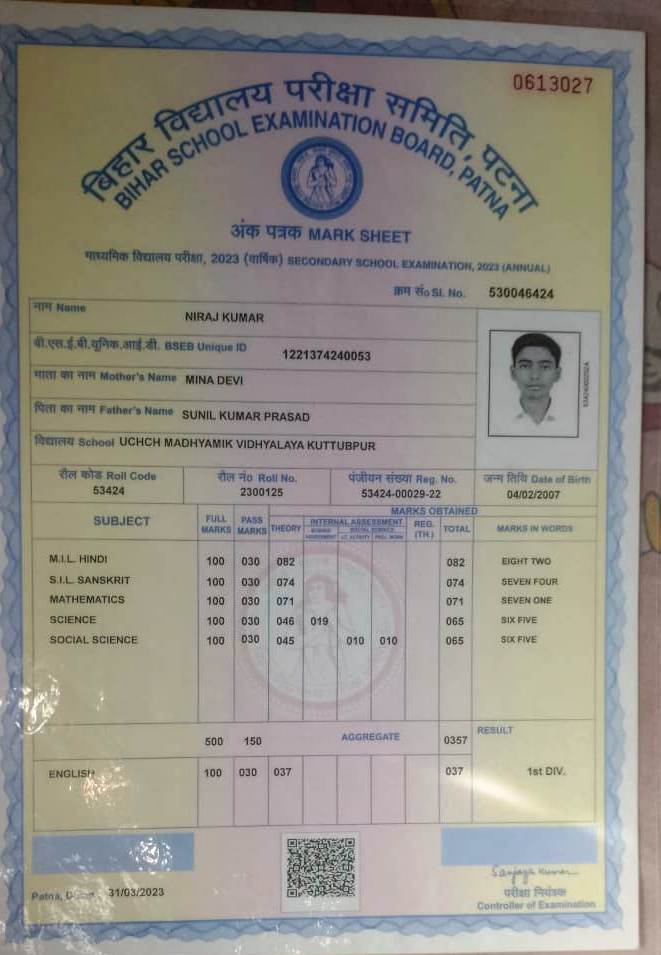 0613027
बिहार विद्यालय परीक्षा समिति, पटना
BIHAR SCHOOL EXAMINATION BOARD, PATNA
अंक पत्रक MARK SHEET
माध्यमिक विद्यालय परीक्षा, 2023 (वार्षिक) SECONDARY SCHOOL EXAMINATION, 2023 (ANNUAL)
क्रम सं० Sl. No. 530046424
नाम Name NIRAJ KUMAR
बी.एस.ई.बी.यूनिक.आई.डी. BSEB Unique ID 1221374240053
माता का नाम Mother's Name MINA DEVI
पिता का नाम Father's Name SUNIL KUMAR PRASAD
विद्यालय School UCHCH MADHYAMIK VIDHYALAYA KUTTUBPUR
रौल कोड Roll Code रौल नं० Roll No. पंजीयन संख्या Reg. No. जन्म तिथि Date of Birth
53424 2300125 53424-00029-22 04/02/2007
MARKS OBTAINED
SUBJECT FULL MARKS PASS MARKS THEORY INTERNAL ASSESSMENT REG. (TH.) TOTAL MARKS IN WORDS
M.I.L. HINDI 100 030 082 082 EIGHT TWO
S.I.L. SANSKRIT 100 030 074 074 SEVEN FOUR
MATHEMATICS 100 030 071 071 SEVEN ONE
SCIENCE 100 030 046 019 065 SIX FIVE
SOCIAL SCIENCE 100 030 045 010 010 065 SIX FIVE
500 150 AGGREGATE 0357 RESULT
ENGLISH 100 030 037 037 1st DIV.
Sanjay Kumar
Patna, 31/03/2023
परीक्षा नियंत्रक
Controller of Examination